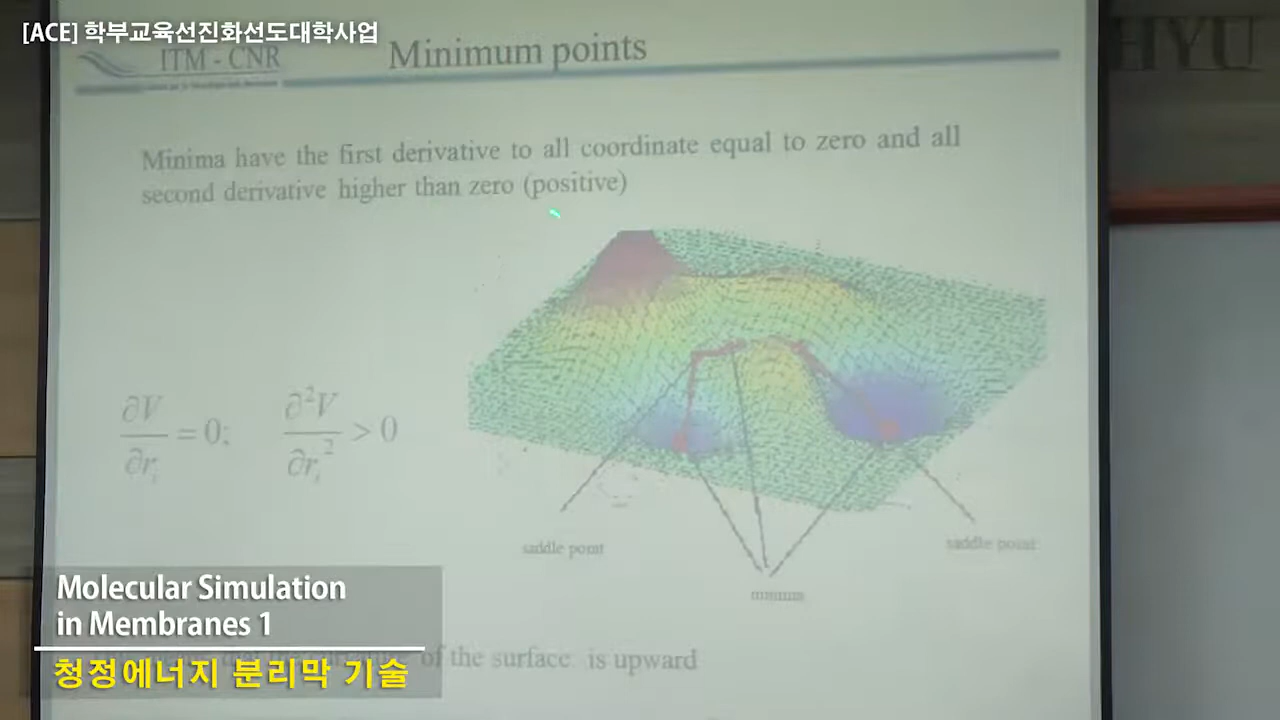 [ACE] 학부교육선진화선도대학사업
HYU
ITM - CNR
Minimum points
Minima have the first derivative to all coordinate equal to zero and all
second derivative higher than zero (positive)
∂V/∂rᵢ = 0; ∂²V/∂rᵢ² > 0
saddle point
saddle point
minima
of the surface is upward
Molecular Simulation
in Membranes 1
청정에너지 분리막 기술